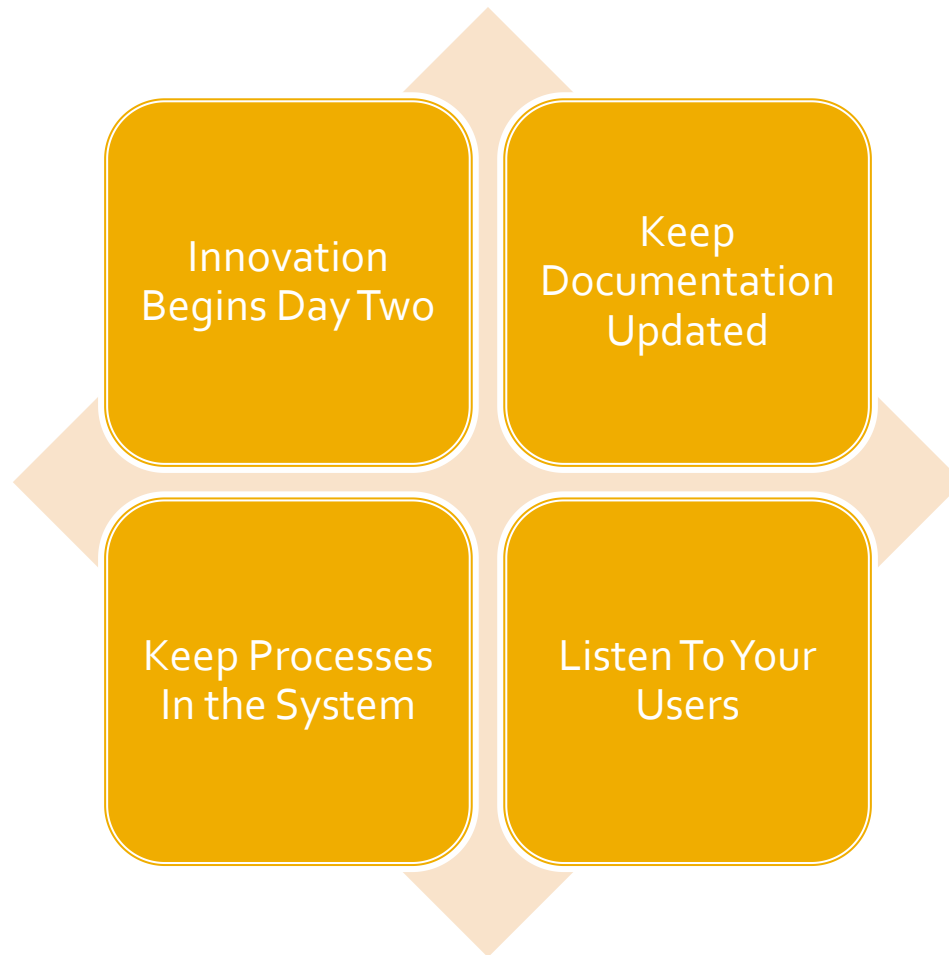 Innovation
Begins Day Two
Keep
Documentation
Updated
Keep Processes
In the System
Listen To Your
Users